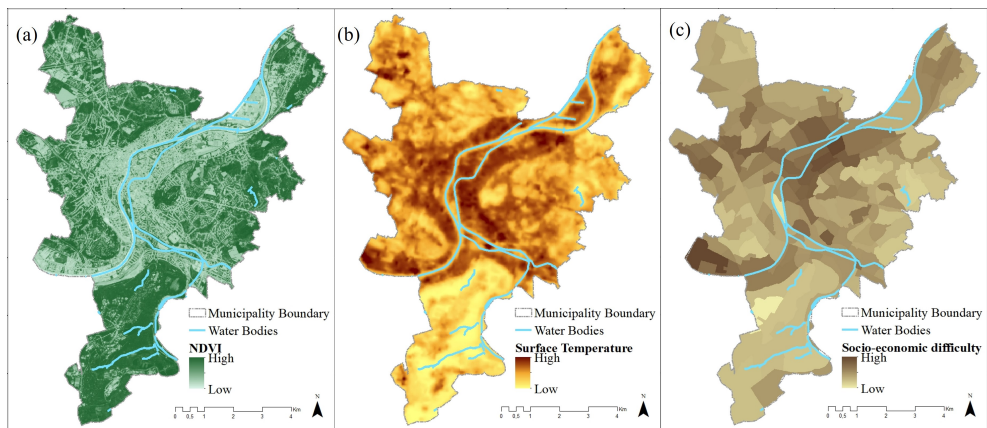 (a)
Municipality Boundary
Water Bodies
NDVI
High
Low
0 0,5 1 2 3 4
Km
N
(b)
Municipality Boundary
Water Bodies
Surface Temperature
High
Low
0 0,5 1 2 3 4
Km
N
(c)
Municipality Boundary
Water Bodies
Socio-economic difficulty
High
Low
0 0,5 1 2 3 4
Km
N